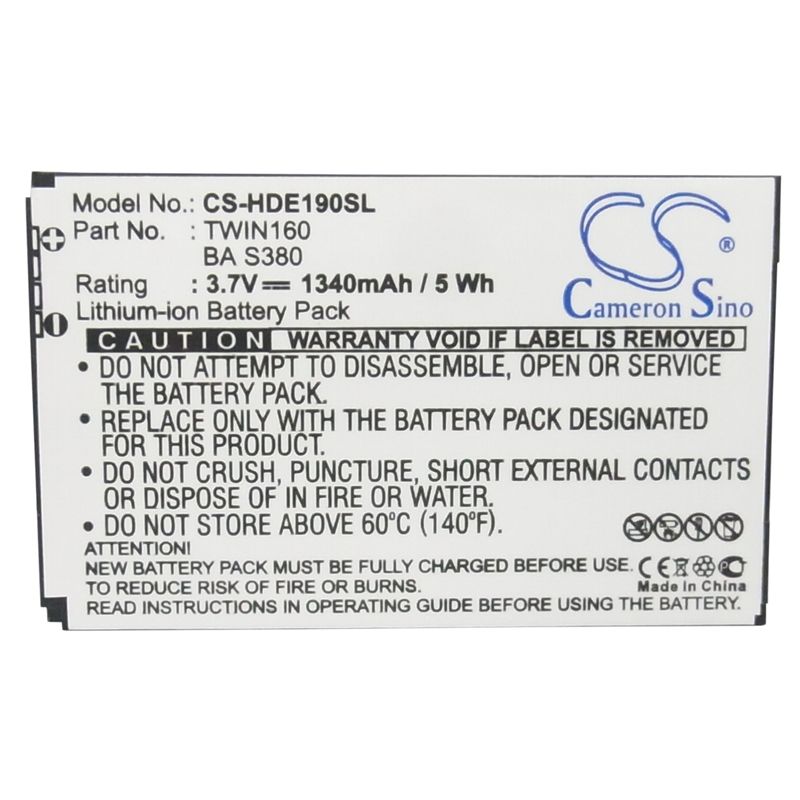 Model No.: CS-HDE190SL
Part No. : TWIN160
BA S380
Rating : 3.7V 1340mAh / 5 Wh
Lithium-ion Battery Pack
CS ®
Cameron Sino
CAUTION WARRANTY VOID IF LABEL IS REMOVED
• DO NOT ATTEMPT TO DISASSEMBLE, OPEN OR SERVICE
THE BATTERY PACK.
• REPLACE ONLY WITH THE BATTERY PACK DESIGNATED
FOR THIS PRODUCT.
• DO NOT CRUSH, PUNCTURE, SHORT EXTERNAL CONTACTS
OR DISPOSED OF IN FIRE OR WATER.
• DO NOT STORE ABOVE 60°C (140°F).
ATTENTION!
NEW BATTERY PACK MUST BE FULLY CHARGED BEFORE USE.
TO REDUCE RISK OF FIRE OR BURNS.
READ INSTRUCTIONS IN OPERATING MANUAL OF THE BATTERY.
CE
Made in China